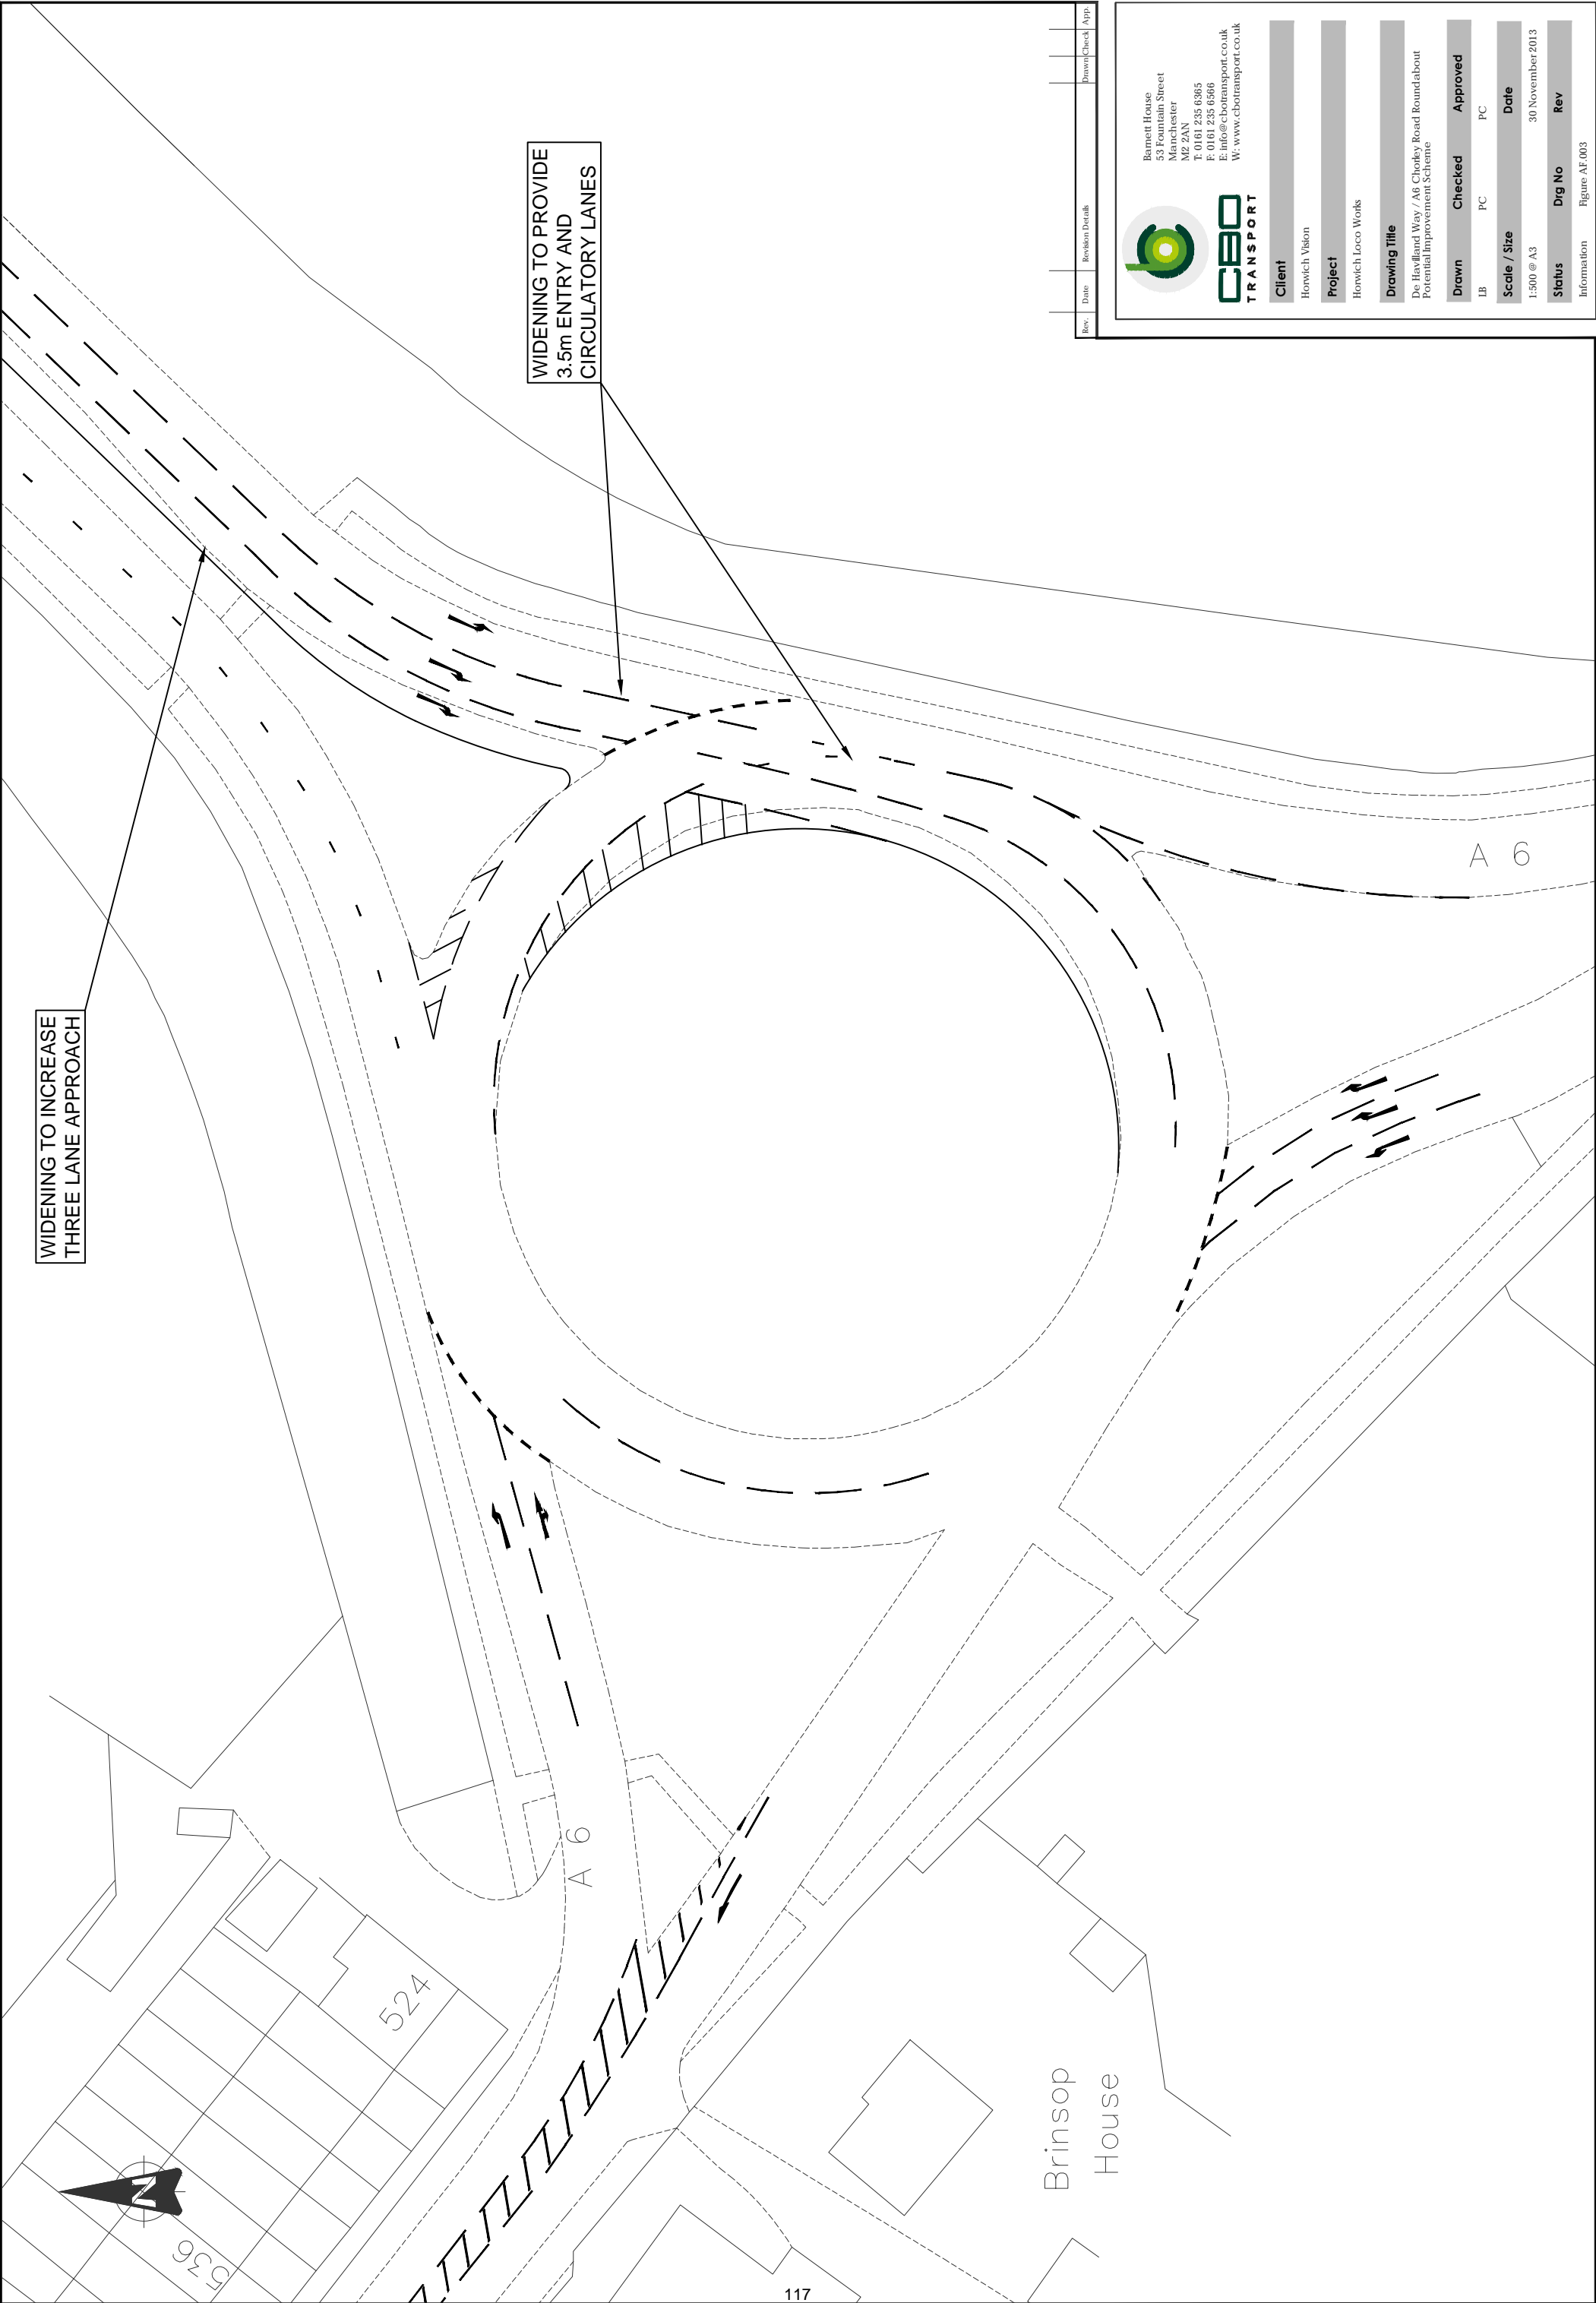 WIDENING TO INCREASE
THREE LANE APPROACH
WIDENING TO PROVIDE
3.5m ENTRY AND
CIRCULATORY LANES
A 6
A 6
524
536
Brinsop
House
N
Rev. Date Revision Details Drawn Check App.
CBO
TRANSPORT
Barnett House
53 Fountain Street
Manchester
M2 2AN
T: 0161 235 6365
F: 0161 235 6566
E: info@cbotransport.co.uk
W: www.cbotransport.co.uk
Client
Horwich Vision
Project
Horwich Loco Works
Drawing Title
De Havilland Way / A6 Chorley Road Roundabout
Potential Improvement Scheme
Drawn Checked Approved
LB PC PC
Scale / Size Date
1:500 @ A3 30 November 2013
Status Drg No Rev
Information Figure AF.003
117